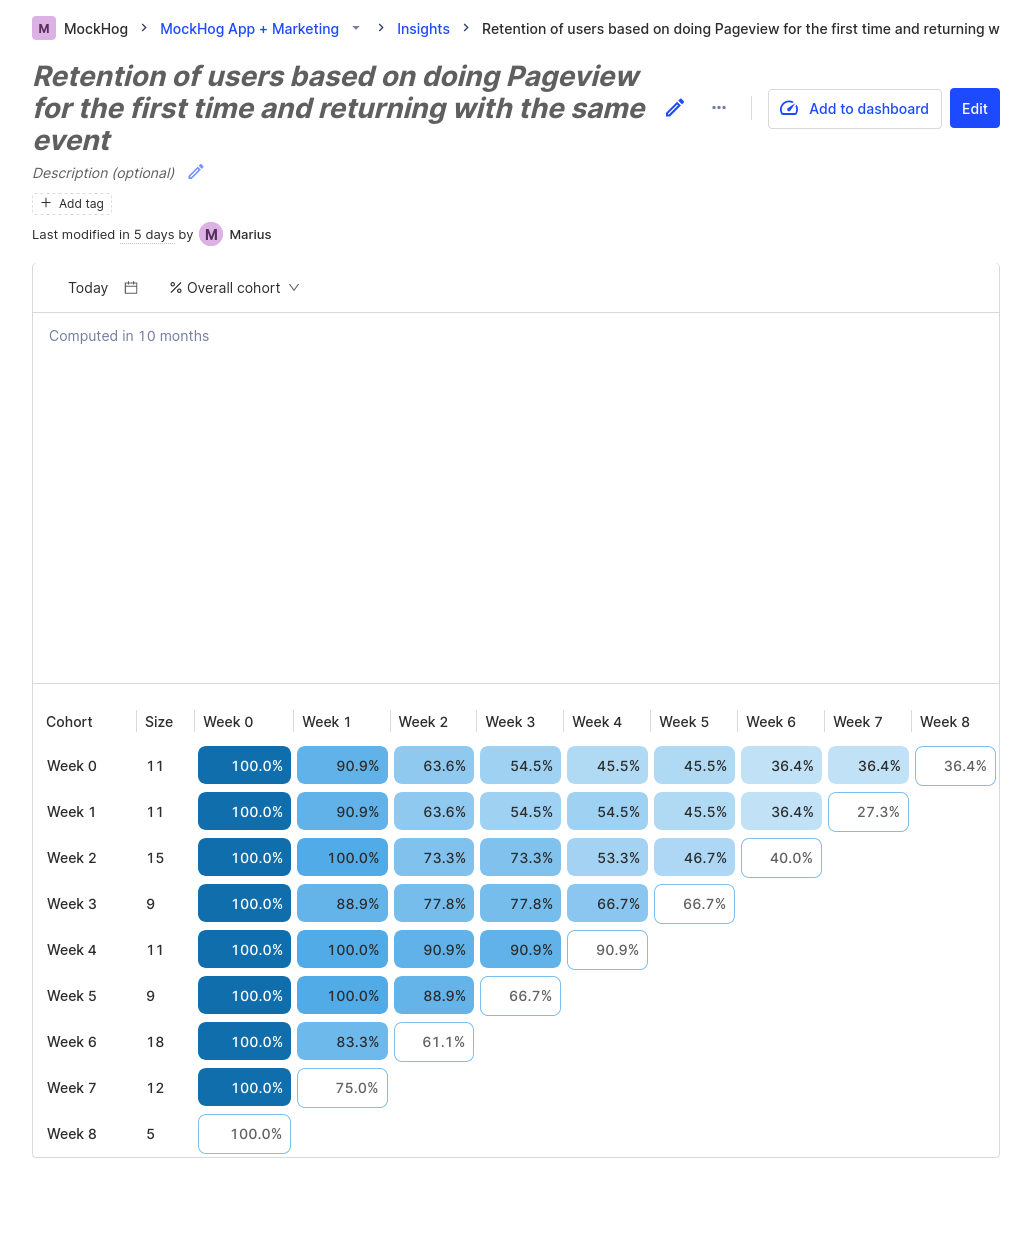 M MockHog MockHog App + Marketing Insights Retention of users based on doing Pageview for the first time and returning w
Retention of users based on doing Pageview
for the first time and returning with the same
event
Add to dashboard Edit
Description (optional)
+ Add tag
Last modified in 5 days by M Marius
Today % Overall cohort
Computed in 10 months
Cohort Size Week 0 Week 1 Week 2 Week 3 Week 4 Week 5 Week 6 Week 7 Week 8
Week 0 11 100.0% 90.9% 63.6% 54.5% 45.5% 45.5% 36.4% 36.4% 36.4%
Week 1 11 100.0% 90.9% 63.6% 54.5% 54.5% 45.5% 36.4% 27.3%
Week 2 15 100.0% 100.0% 73.3% 73.3% 53.3% 46.7% 40.0%
Week 3 9 100.0% 88.9% 77.8% 77.8% 66.7% 66.7%
Week 4 11 100.0% 100.0% 90.9% 90.9% 90.9%
Week 5 9 100.0% 100.0% 88.9% 66.7%
Week 6 18 100.0% 83.3% 61.1%
Week 7 12 100.0% 75.0%
Week 8 5 100.0%